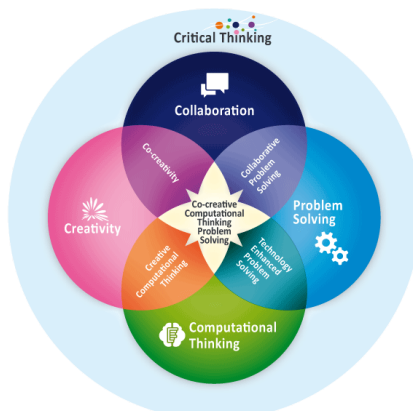 Critical Thinking
Collaboration
Co-creativity
Collaborative
Problem
Solving
Creativity
Co-creative
Computational
Thinking
Problem
Solving
Problem
Solving
Creative
Computational
Thinking
Technology
Enhanced
Problem
Solving
Computational
Thinking